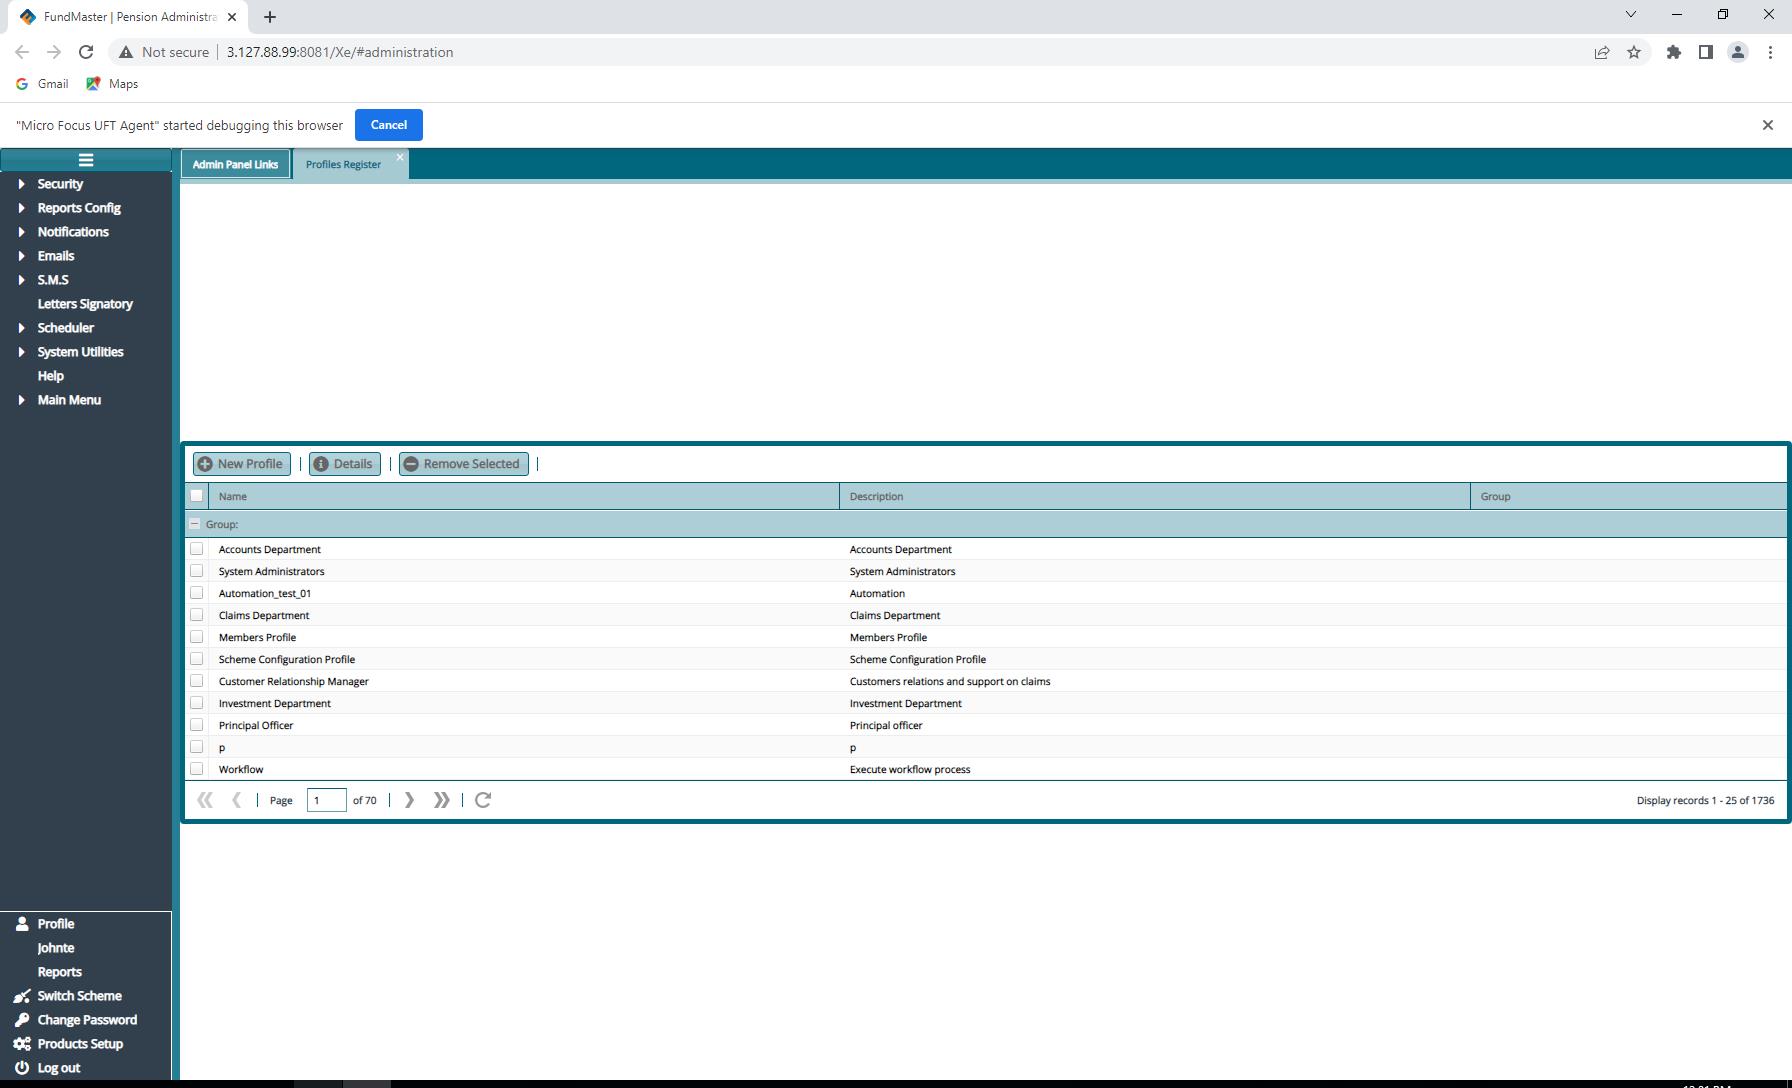 FundMaster | Pension Administra
Not secure
3.127.88.99:8081/Xe/#administration
Gmail
Maps
"Micro Focus UFT Agent" started debugging this browser
Cancel
Admin Panel Links
Profiles Register
Security
Reports Config
Notifications
Emails
S.M.S
Letters Signatory
Scheduler
System Utilities
Help
Main Menu
New Profile
Details
Remove Selected
Name
Description
Group
Group:
Accounts Department
Accounts Department
System Administrators
System Administrators
Automation_test_01
Automation
Claims Department
Claims Department
Members Profile
Members Profile
Scheme Configuration Profile
Scheme Configuration Profile
Customer Relationship Manager
Customers relations and support on claims
Investment Department
Investment Department
Principal Officer
Principal officer
p
p
Workflow
Execute workflow process
Page
1
of 70
Display records 1 - 25 of 1736
Profile
Johnte
Reports
Switch Scheme
Change Password
Products Setup
Log out